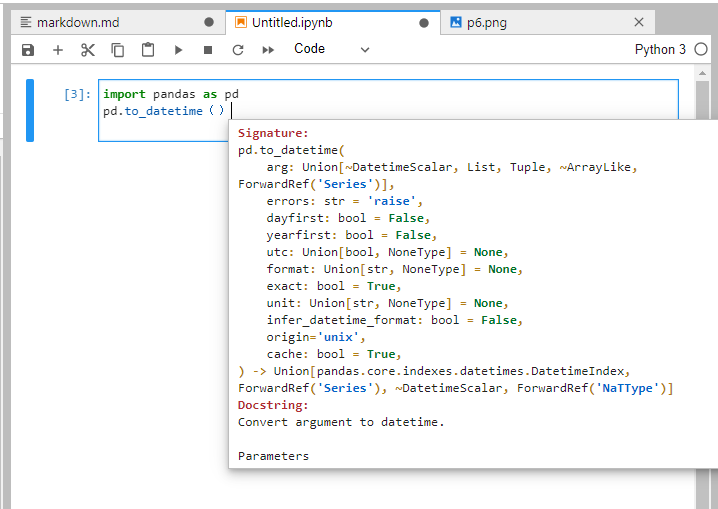 markdown.md
Untitled.ipynb
p6.png
Code
Python 3
[3]:
import pandas as pd
pd.to_datetime（）
Signature:
pd.to_datetime(
    arg: Union[~DatetimeScalar, List, Tuple, ~ArrayLike,
ForwardRef('Series')],
    errors: str = 'raise',
    dayfirst: bool = False,
    yearfirst: bool = False,
    utc: Union[bool, NoneType] = None,
    format: Union[str, NoneType] = None,
    exact: bool = True,
    unit: Union[str, NoneType] = None,
    infer_datetime_format: bool = False,
    origin='unix',
    cache: bool = True,
) -> Union[pandas.core.indexes.datetimes.DatetimeIndex,
ForwardRef('Series'), ~DatetimeScalar, ForwardRef('NaTType')]
Docstring:
Convert argument to datetime.
Parameters